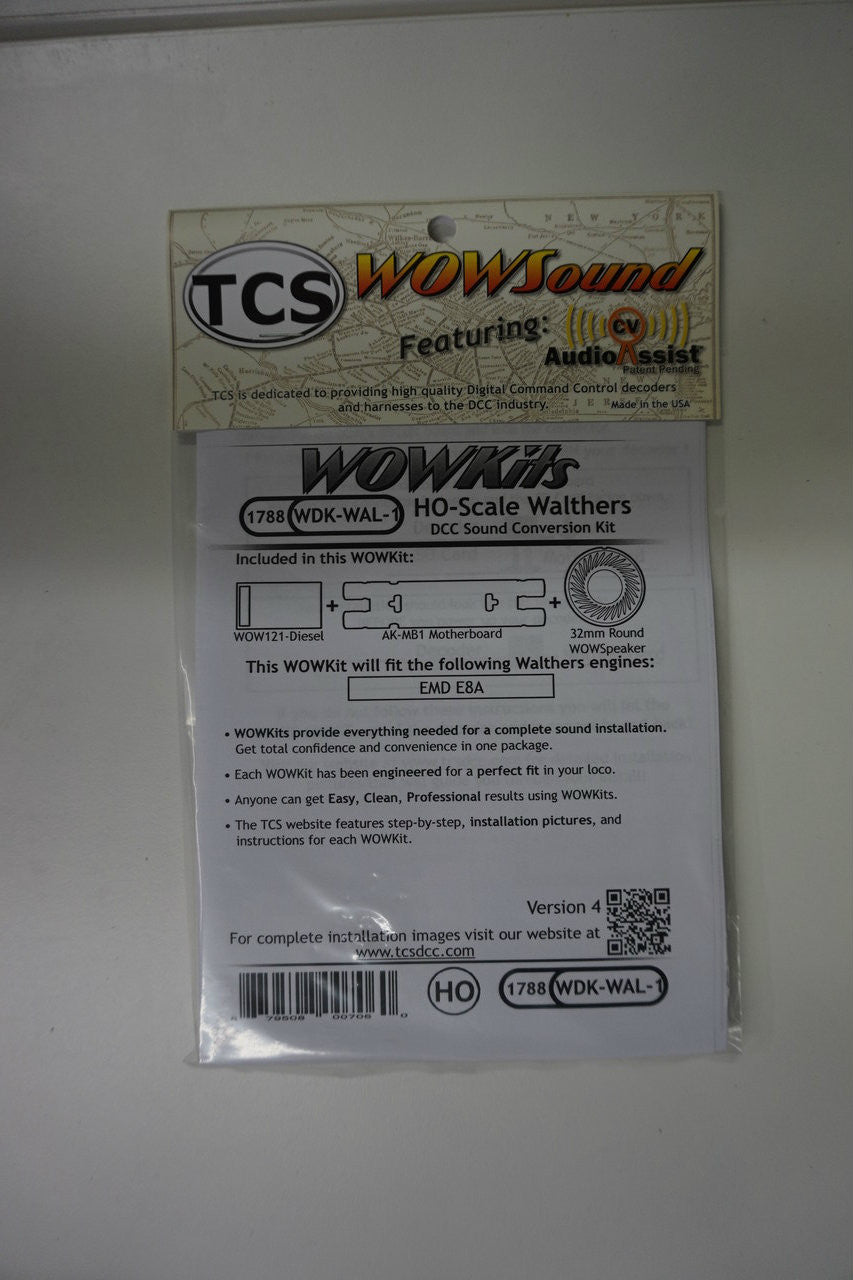 NEW YORK
TCS
WOWSound
Featuring:
CV
AudioAssist
Patent Pending
TCS is dedicated to providing high quality Digital Command Control decoders
and harnesses to the DCC industry.
Made in the USA
WOWKits
1788 WDK-WAL-1
HO-Scale Walthers
DCC Sound Conversion Kit
Included in this WOWKit:
+ +
WOW121-Diesel
AK-MB1 Motherboard
32mm Round
WOWSpeaker
This WOWKit will fit the following Walthers engines:
EMD E8A
• WOWKits provide everything needed for a complete sound installation.
Get total confidence and convenience in one package.
• Each WOWKit has been engineered for a perfect fit in your loco.
• Anyone can get Easy, Clean, Professional results using WOWKits.
• The TCS website features step-by-step, installation pictures, and
instructions for each WOWKit.
Version 4
For complete installation images visit our website at
www.tcsdcc.com
79508 00706 0
HO
1788 WDK-WAL-1